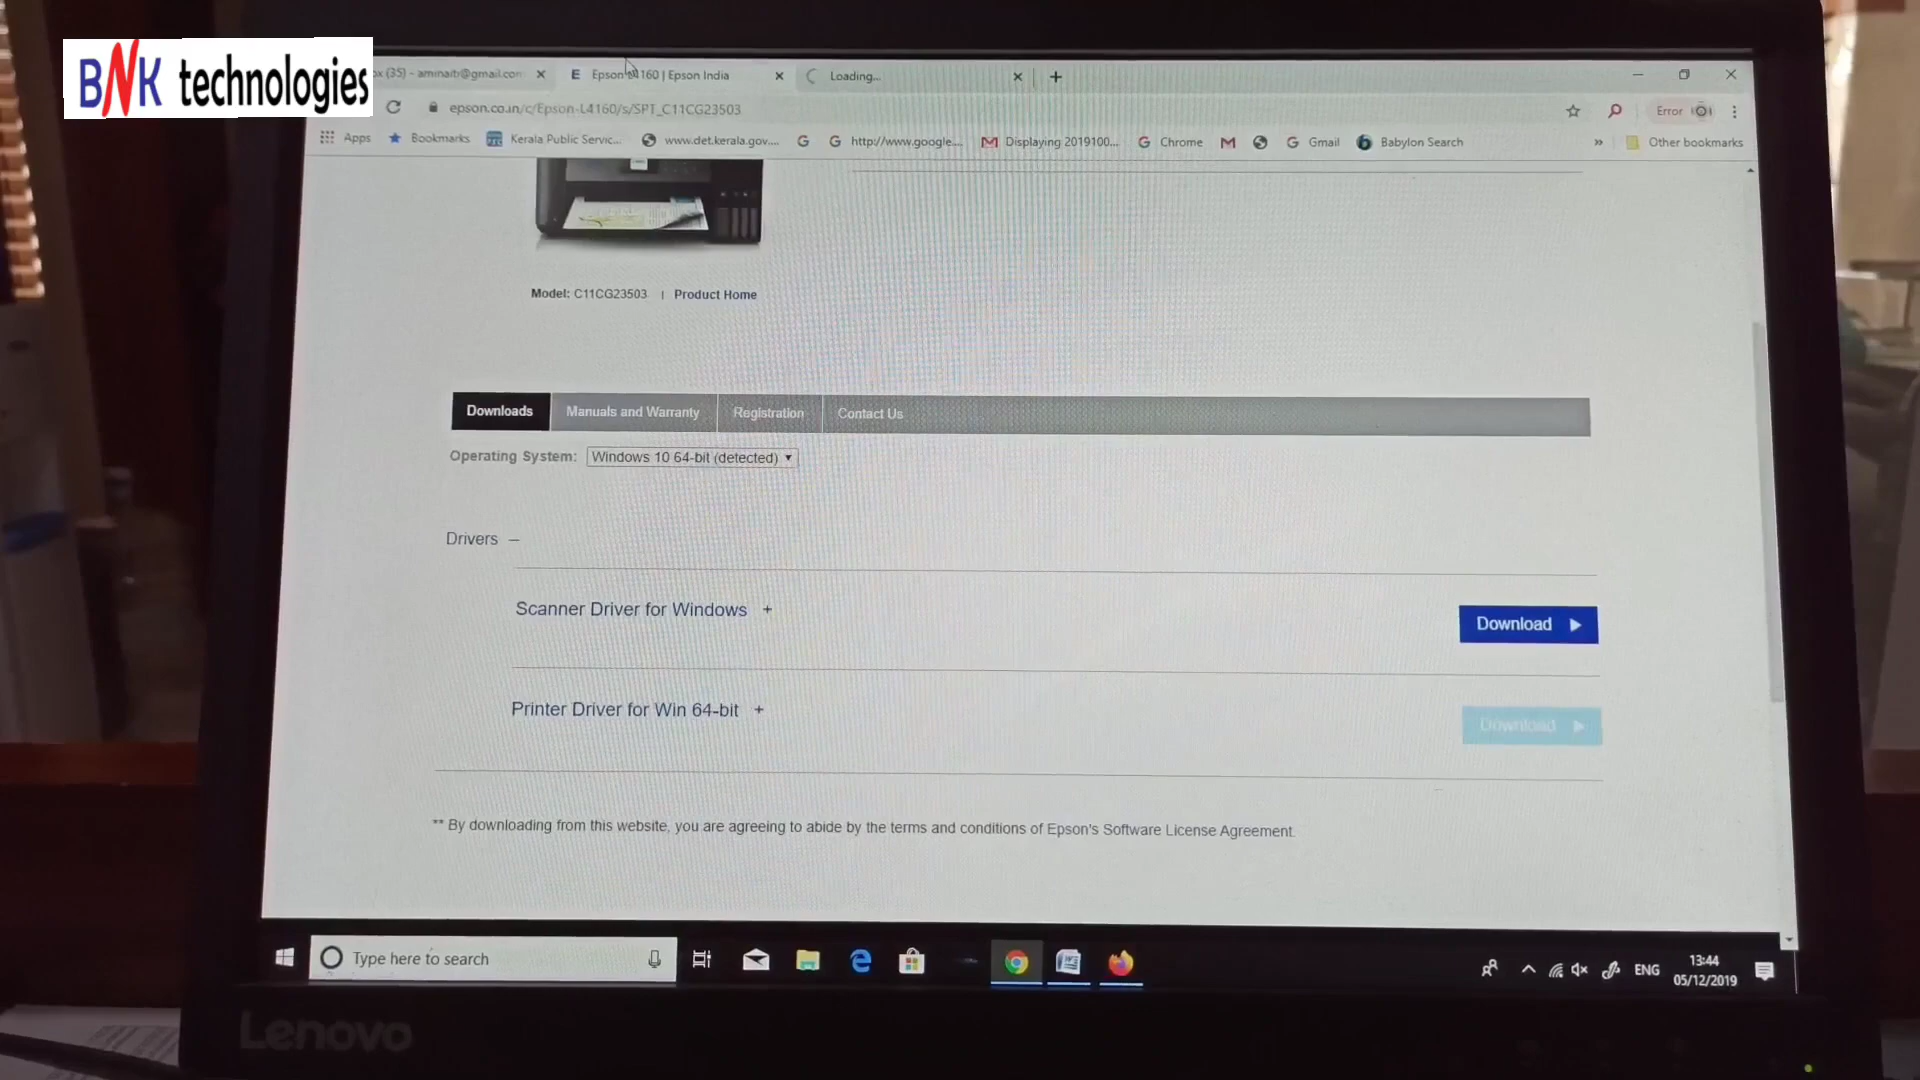 BNK technologies
x (35) - aminaitr@gmail.com
Epson L4160 | Epson India
Loading...
epson.co.in/c/Epson-L4160/s/SPT_C11CG23503
Error
Apps
Bookmarks
Kerala Public Servic...
www.det.kerala.gov....
http://www.google....
Displaying 2019100...
Chrome
Gmail
Babylon Search
»
Other bookmarks
Model: C11CG23503 | Product Home
Downloads
Manuals and Warranty
Registration
Contact Us
Operating System: Windows 10 64-bit (detected)
Drivers –
Scanner Driver for Windows +
Download
Printer Driver for Win 64-bit +
Download
** By downloading from this website, you are agreeing to abide by the terms and conditions of Epson's Software License Agreement.
Type here to search
ENG
13:44
05/12/2019
Lenovo